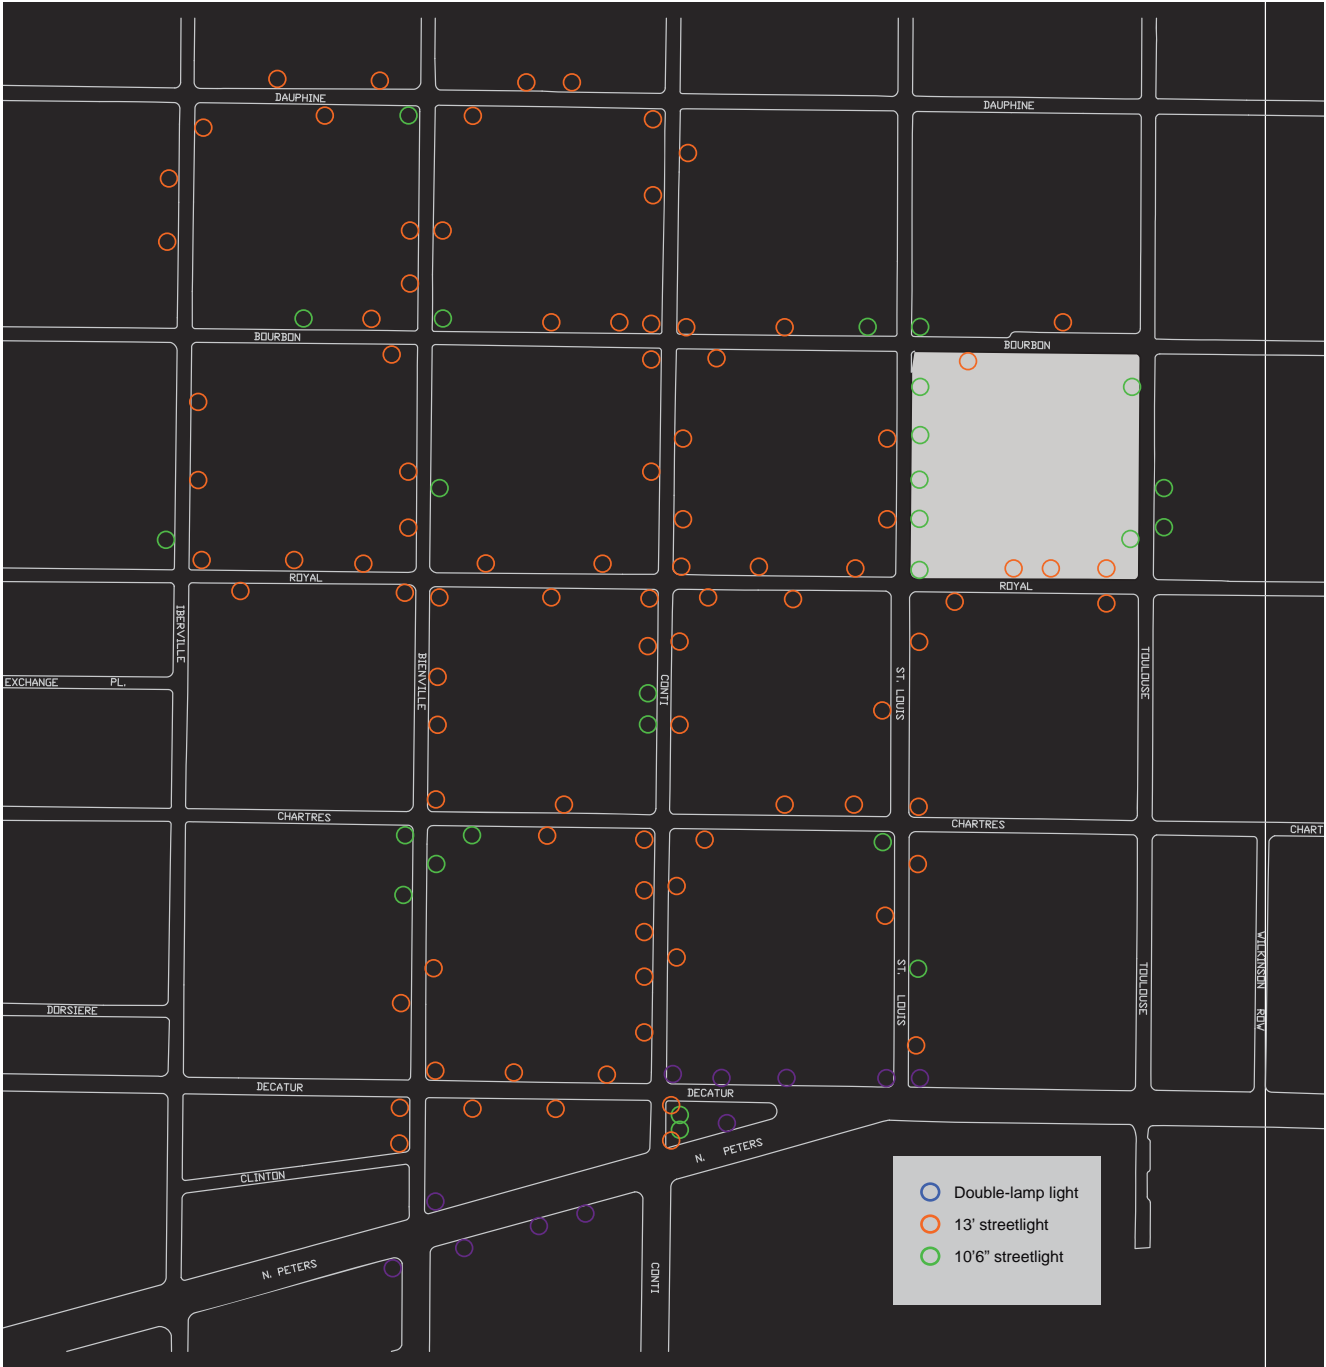 DAUPHINE
DAUPHINE
BOURBON
BOURBON
ROYAL
ROYAL
IBERVILLE
BIENVILLE
CONTI
ST. LOUIS
TOULOUSE
EXCHANGE PL.
CHARTRES
CHARTRES
CHART
WILKINSON ROW
ST. LOUIS
TOULOUSE
DORSIERE
DECATUR
DECATUR
N. PETERS
CLINTON
N. PETERS
CONTI
Double-lamp light
13' streetlight
10'6" streetlight